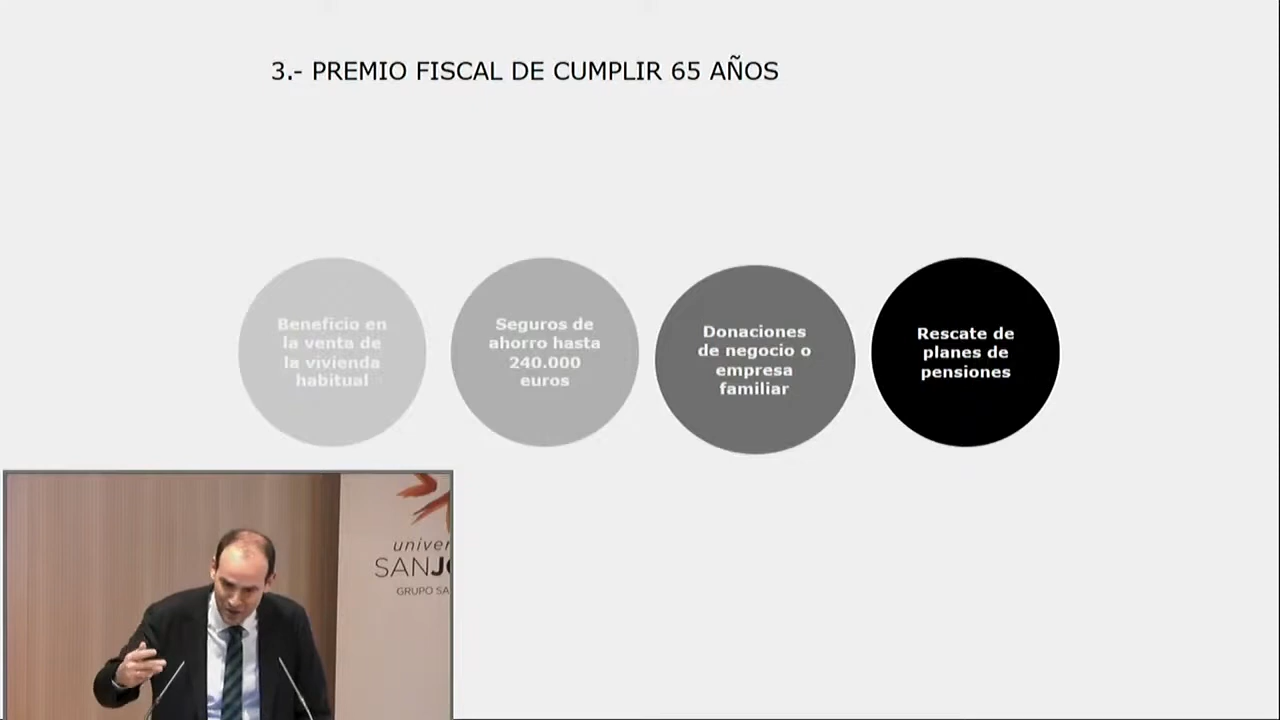 3.- PREMIO FISCAL DE CUMPLIR 65 AÑOS
Beneficio en
la venta de
la vivienda
habitual
Seguros de
ahorro hasta
240.000
euros
Donaciones
de negocio o
empresa
familiar
Rescate de
planes de
pensiones
univer
SANJO
GRUPO SA